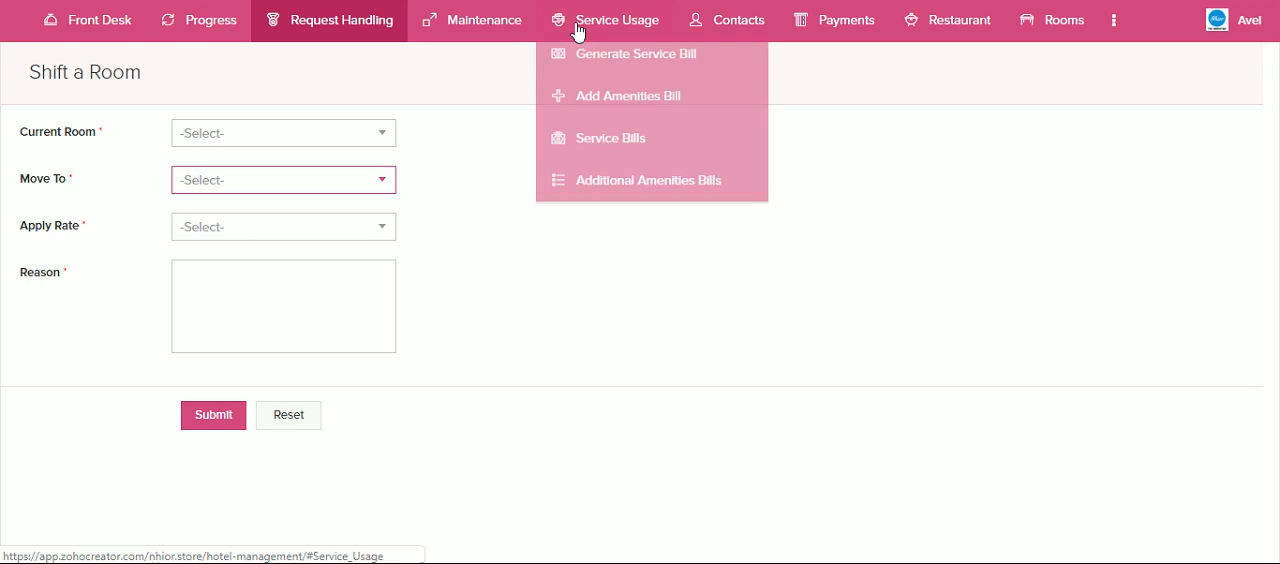 Front Desk Progress Request Handling Maintenance Service Usage Contacts Payments Restaurant Rooms Avel
Generate Service Bill
Add Amenities Bill
Service Bills
Additional Amenities Bills
Shift a Room
Current Room * -Select-
Move To * -Select-
Apply Rate * -Select-
Reason *
Submit Reset
https://app.zohocreator.com/nhior.store/hotel-management/#Service_Usage